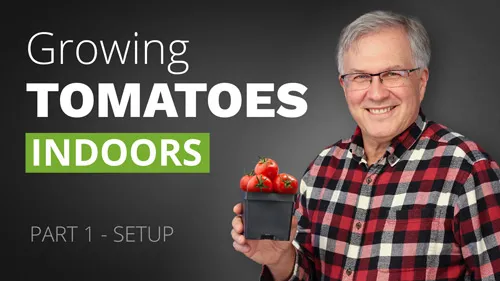 Growing
TOMATOES
INDOORS
PART 1 - SETUP